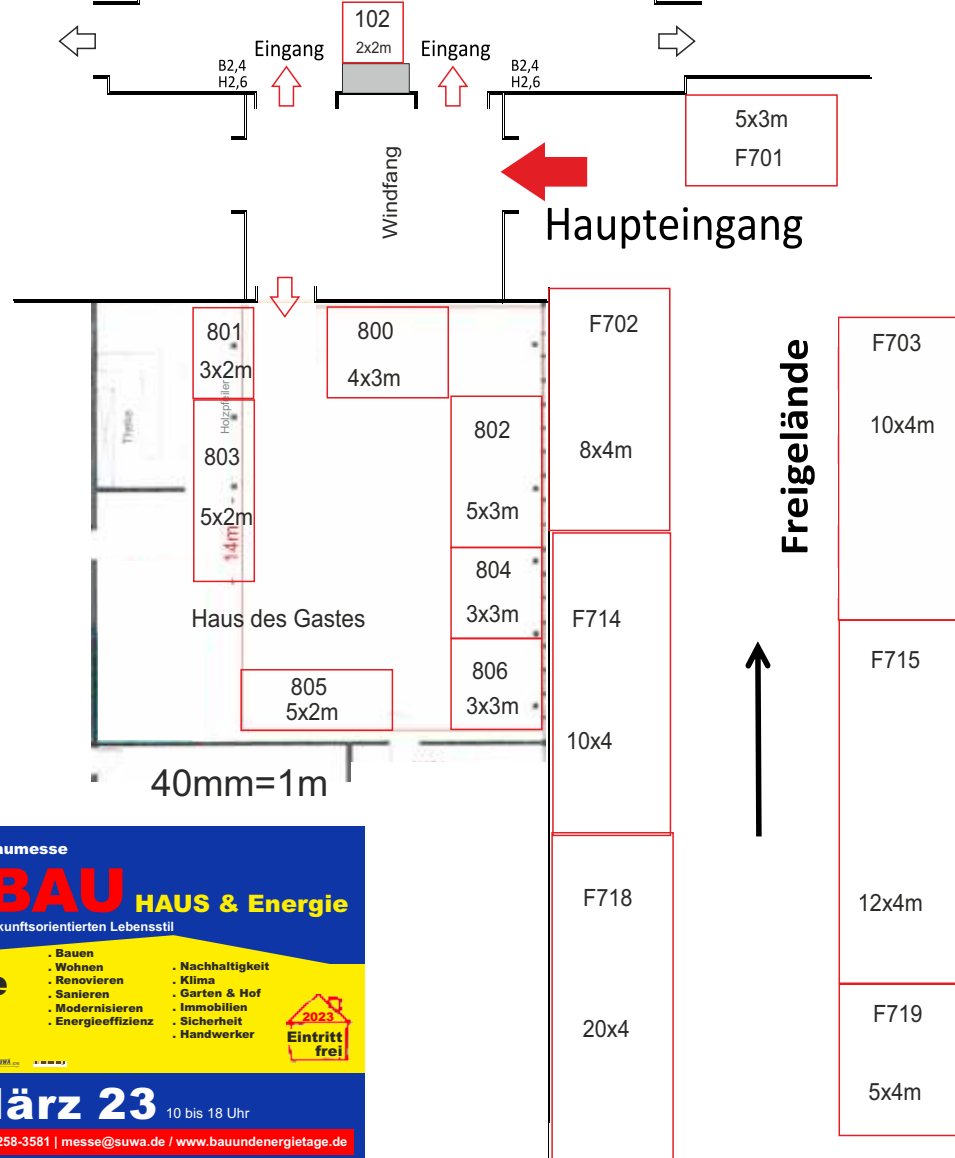 102
2x2m
Eingang
Eingang
B2,4
H2,6
B2,4
H2,6
5x3m
F701
Windfang
Haupteingang
801
3x2m
800
4x3m
Theke
Holzpfeiler
803
5x2m
14m
802
5x3m
804
3x3m
806
3x3m
Haus des Gastes
805
5x2m
40mm=1m
F702
8x4m
F714
10x4
F718
20x4
Freigelände
F703
10x4m
F715
12x4m
F719
5x4m
aumesse
BAU HAUS & Energie
kunftsorientierten Lebensstil
e
. Bauen
. Wohnen
. Renovieren
. Sanieren
. Modernisieren
. Energieeffizienz
. Nachhaltigkeit
. Klima
. Garten & Hof
. Immobilien
. Sicherheit
. Handwerker
2023
Eintritt
frei
ärz 23 10 bis 18 Uhr
258-3581 | messe@suwa.de / www.bauundenergietage.de